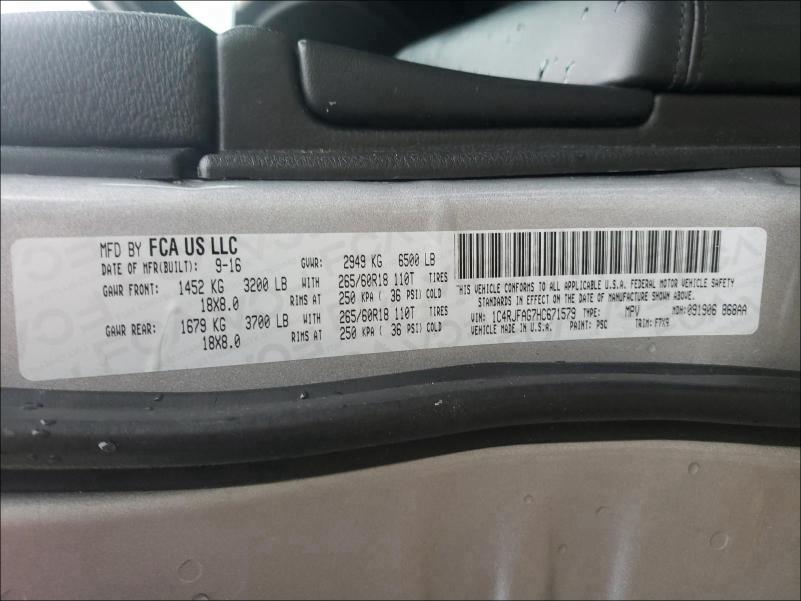 MFD BY FCA US LLC
DATE OF MFR(BUILT): 9-16 GVWR: 2949 KG 6500 LB
GAWR FRONT: 1452 KG 3200 LB WITH 265/60R18 110T TIRES
18X8.0 RIMS AT 250 KPA ( 36 PSI) COLD
GAWR REAR: 1679 KG 3700 LB WITH 265/60R18 110T TIRES
18X8.0 RIMS AT 250 KPA ( 36 PSI) COLD
THIS VEHICLE CONFORMS TO ALL APPLICABLE U.S.A. FEDERAL MOTOR VEHICLE SAFETY
STANDARDS IN EFFECT ON THE DATE OF MANUFACTURE SHOWN ABOVE.
VIN: 1C4RJFAG7HC671579 TYPE: MPV MDH: 091906 868AA
VEHICLE MADE IN U.S.A. PAINT: PSC TRIM: F7X9